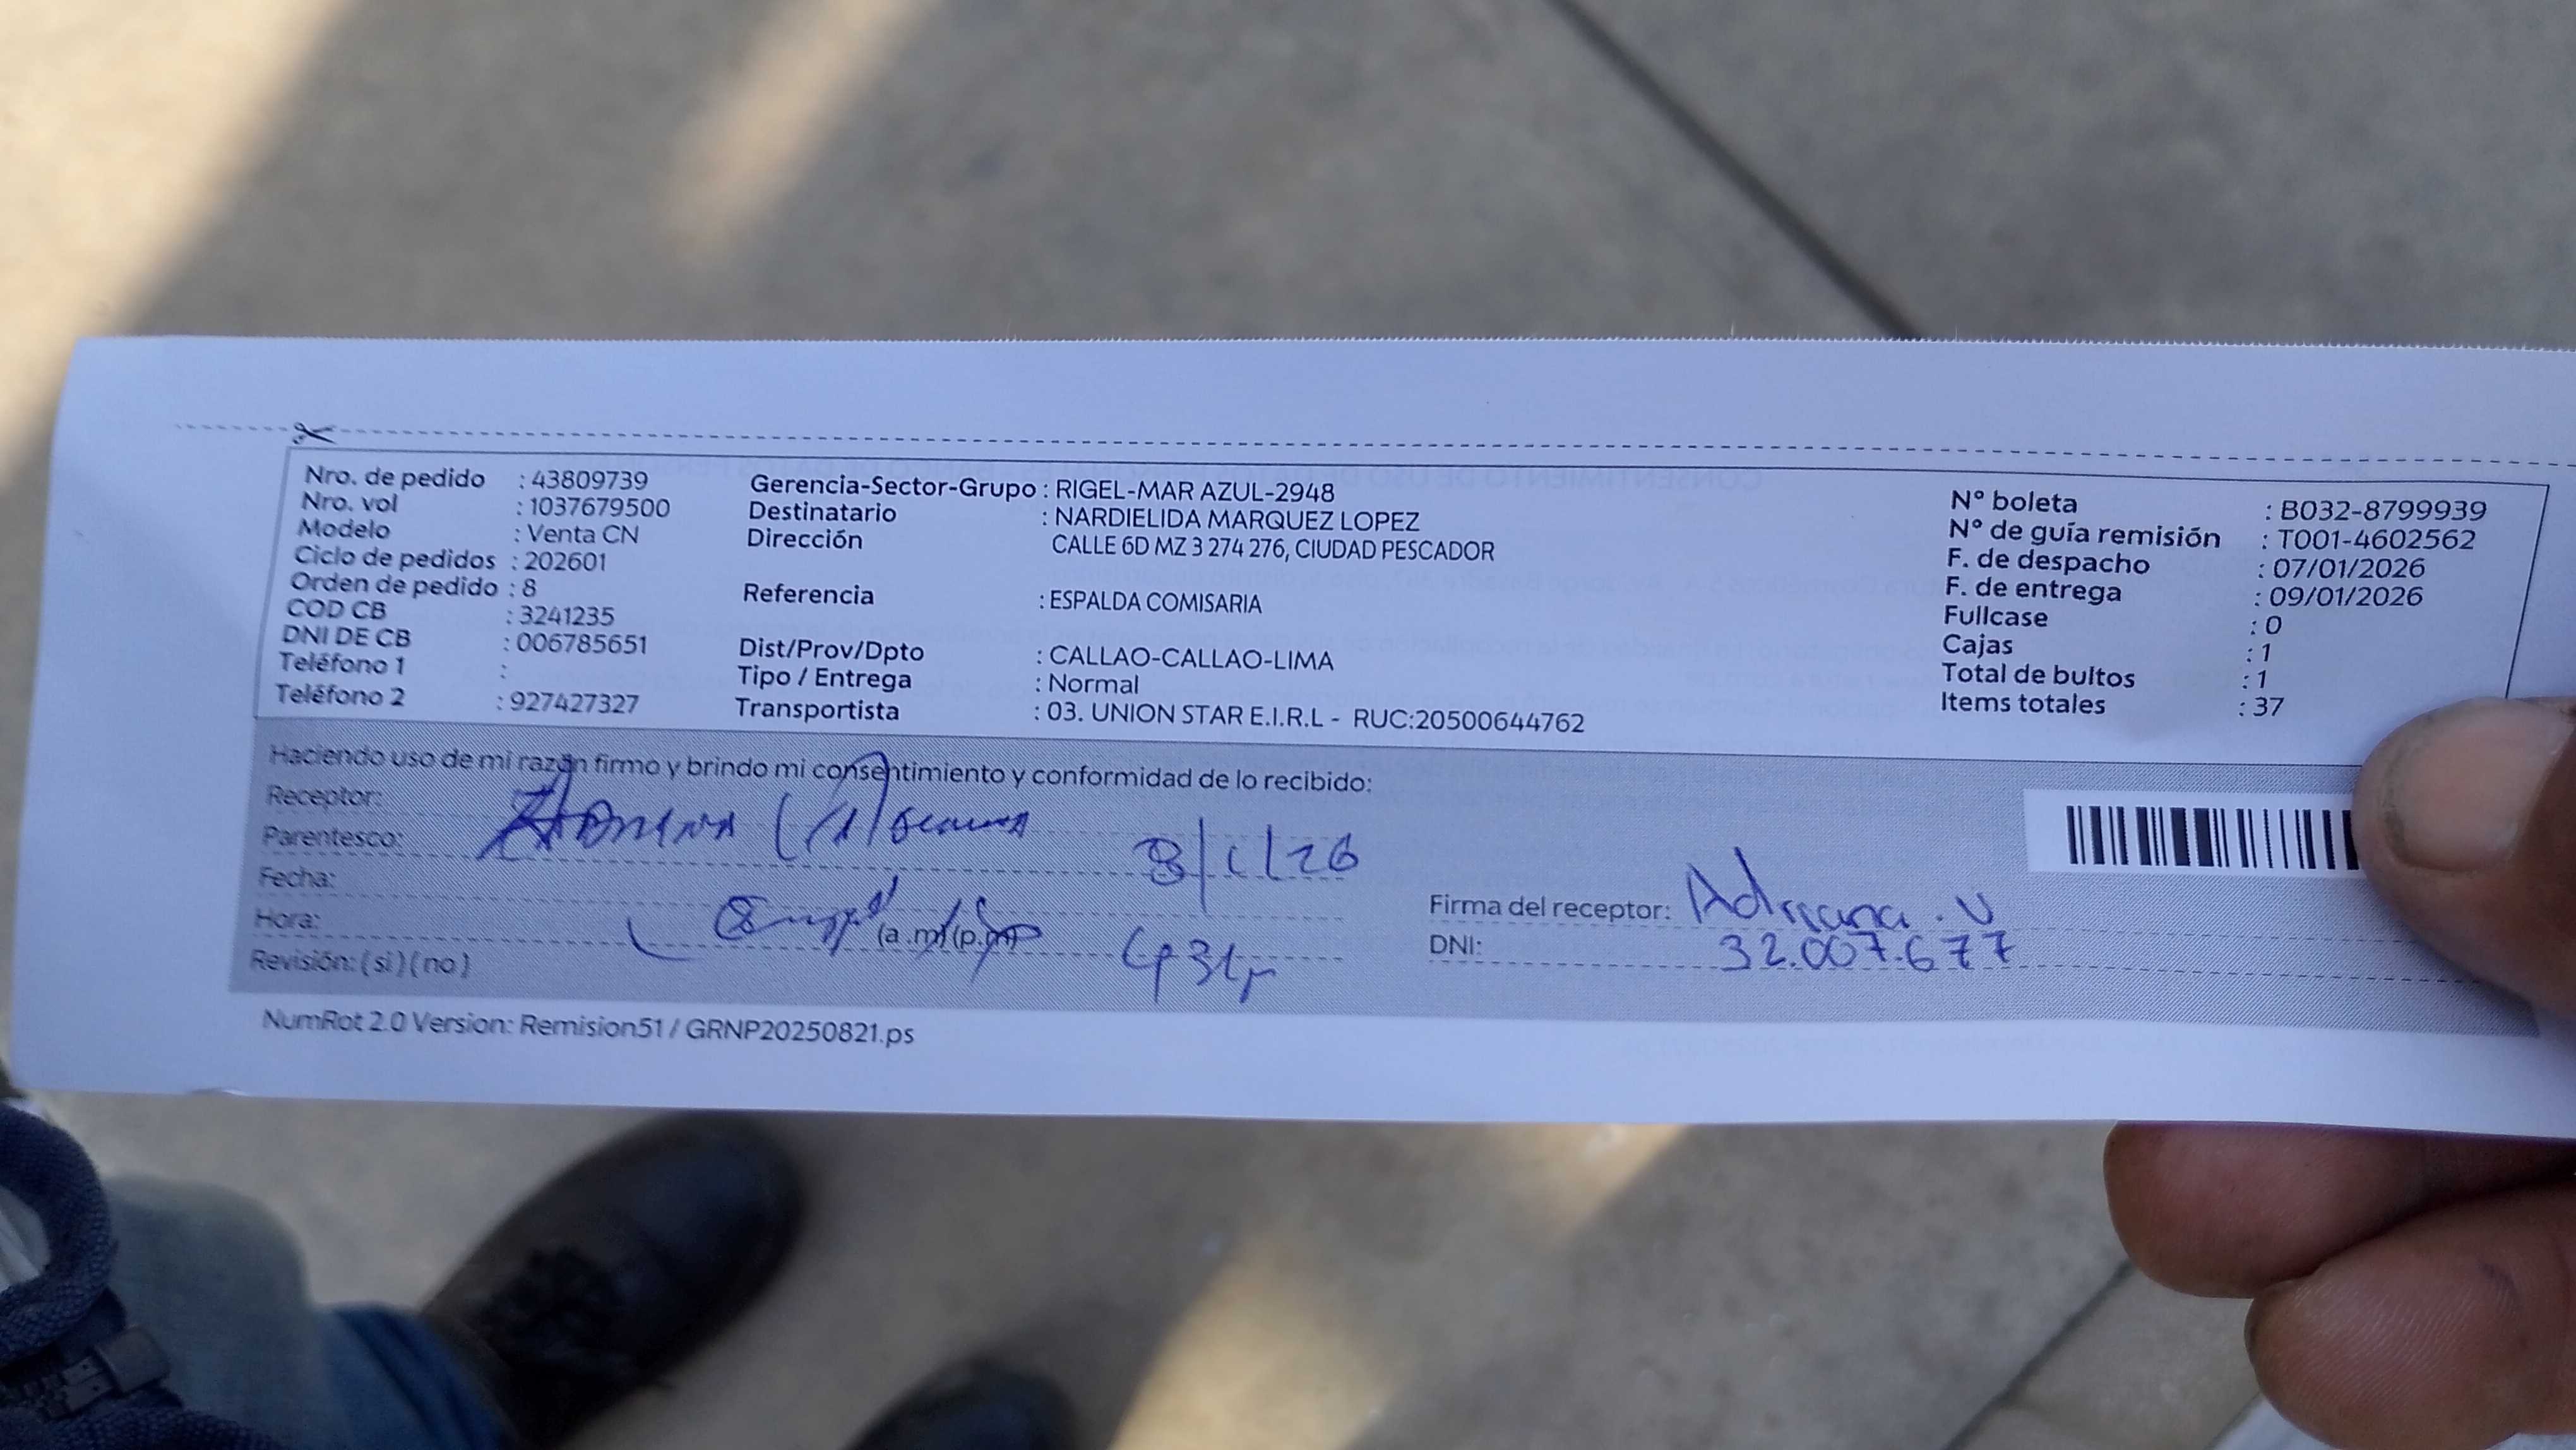 Nro. de pedido : 43809739
Nro. vol : 1037679500
Modelo : Venta CN
Ciclo de pedidos : 202601
Orden de pedido : 8
COD CB : 3241235
DNI DE CB : 006785651
Teléfono 1 :
Teléfono 2 : 927427327
Gerencia-Sector-Grupo : RIGEL-MAR AZUL-2948
Destinatario : NARDIELIDA MARQUEZ LOPEZ
Dirección CALLE 6D MZ 3 274 276, CIUDAD PESCADOR
Referencia : ESPALDA COMISARIA
Dist/Prov/Dpto : CALLAO-CALLAO-LIMA
Tipo / Entrega : Normal
Transportista : 03. UNION STAR E.I.R.L - RUC:20500644762
N° boleta : B032-8799939
N° de guía remisión : T001-4602562
F. de despacho : 07/01/2026
F. de entrega : 09/01/2026
Fullcase : 0
Cajas : 1
Total de bultos : 1
Items totales : 37
Haciendo uso de mi razón firmo y brindo mi consentimiento y conformidad de lo recibido:
Receptor:
Parentesco:
Fecha:
Hora: (a.m) (p.m)
Revisión: ( si ) ( no )
Firma del receptor: Adriana. V
DNI: 32.007.677
NumRot 2.0 Version: Remision51 / GRNP20250821.ps